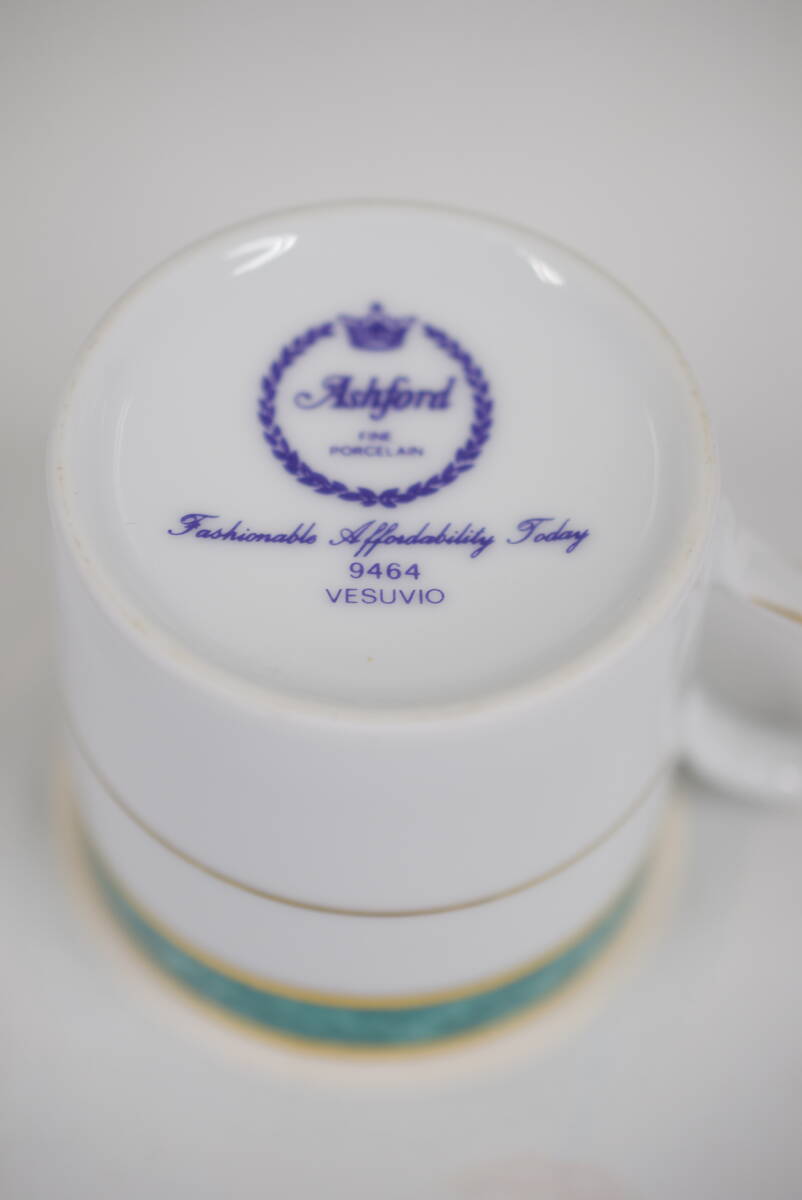 Ashford
FINE
PORCELAIN
Fashionable Affordability Today
9464
VESUVIO